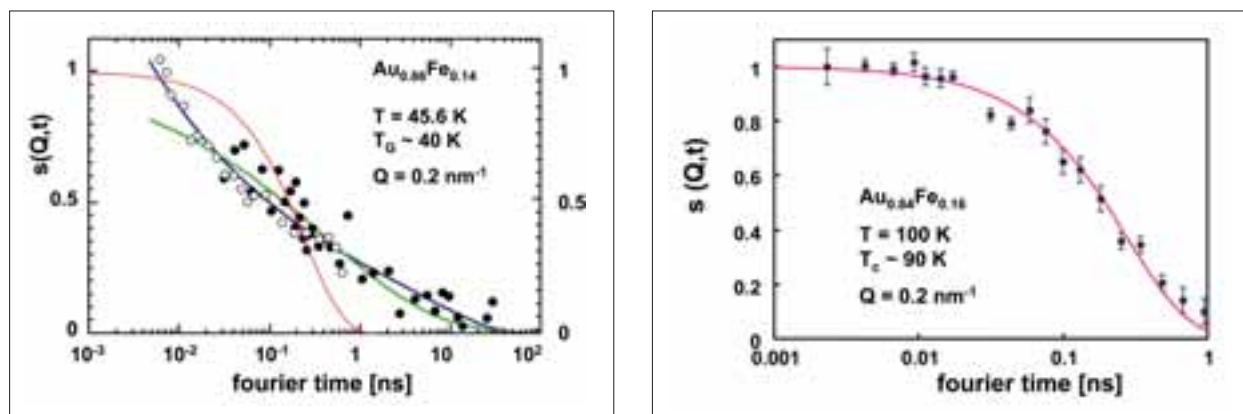 s(Q,t)
1
0.5
0
Au₀.₈₆Fe₀.₁₄
T = 45.6 K
T_G ~ 40 K
Q = 0.2 nm⁻¹
1
0.5
0
10⁻³ 10⁻² 10⁻¹ 1 10 10²
fourier time [ns]
s (Q,t)
1
0.8
0.6
0.4
0.2
0
Au₀.₈₄Fe₀.₁₆
T = 100 K
T_c ~ 90 K
Q = 0.2 nm⁻¹
0.001 0.01 0.1 1
fourier time [ns]